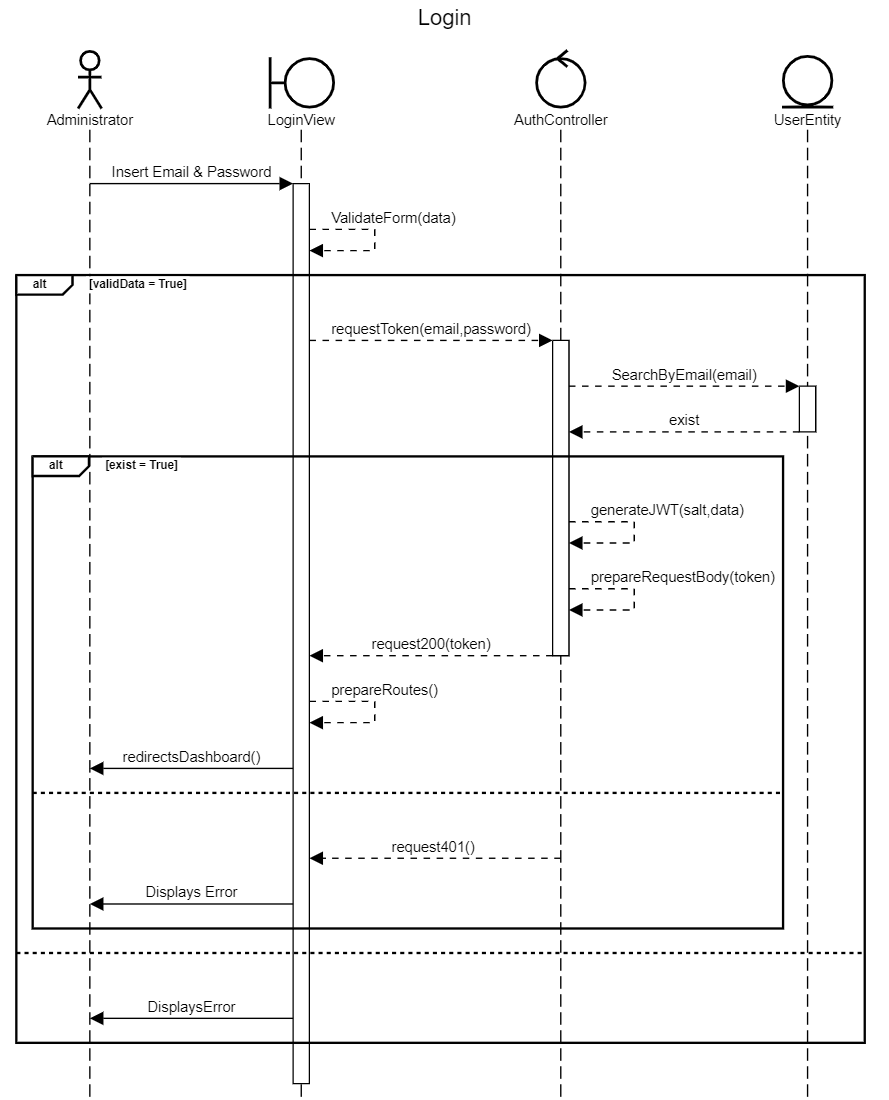 Login
Administrator
LoginView
AuthController
UserEntity
Insert Email & Password
ValidateForm(data)
alt
[validData = True]
requestToken(email,password)
SearchByEmail(email)
exist
alt
[exist = True]
generateJWT(salt,data)
prepareRequestBody(token)
request200(token)
prepareRoutes()
redirectsDashboard()
request401()
Displays Error
DisplaysError